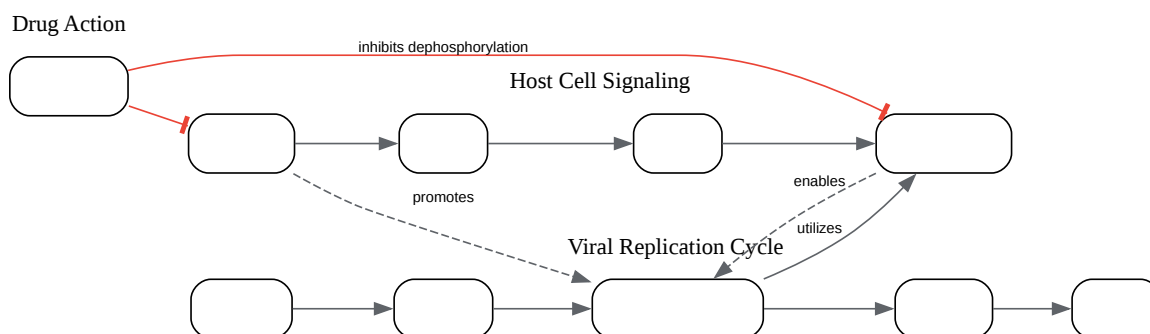 Drug Action
inhibits dephosphorylation
Host Cell Signaling
promotes
enables
utilizes
Viral Replication Cycle